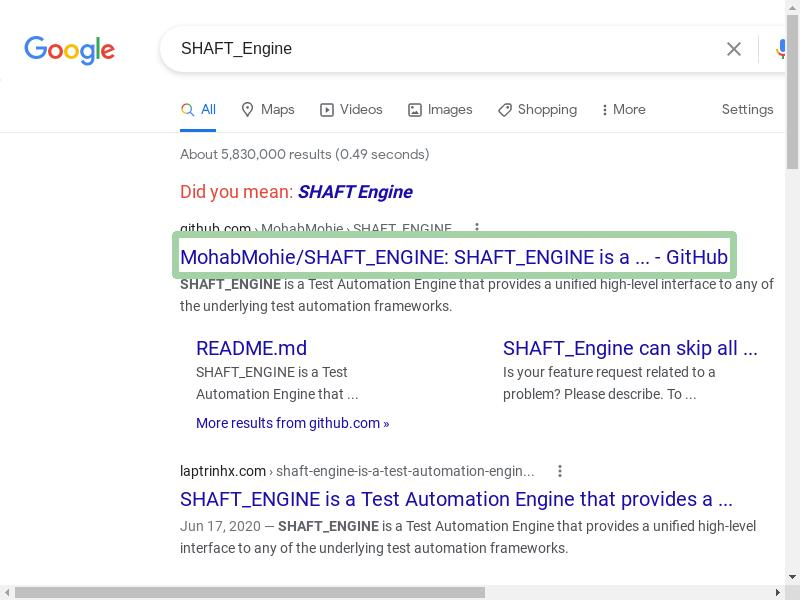 Google
SHAFT_Engine
All Maps Videos Images Shopping More Settings
About 5,830,000 results (0.49 seconds)
Did you mean: SHAFT Engine
github.com › MohabMohie › SHAFT_ENGINE
MohabMohie/SHAFT_ENGINE: SHAFT_ENGINE is a ... - GitHub
SHAFT_ENGINE is a Test Automation Engine that provides a unified high-level interface to any of
the underlying test automation frameworks.
README.md
SHAFT_ENGINE is a Test
Automation Engine that ...
SHAFT_Engine can skip all ...
Is your feature request related to a
problem? Please describe. To ...
More results from github.com »
laptrinhx.com › shaft-engine-is-a-test-automation-engin...
SHAFT_ENGINE is a Test Automation Engine that provides a ...
Jun 17, 2020 — SHAFT_ENGINE is a Test Automation Engine that provides a unified high-level
interface to any of the underlying test automation frameworks.